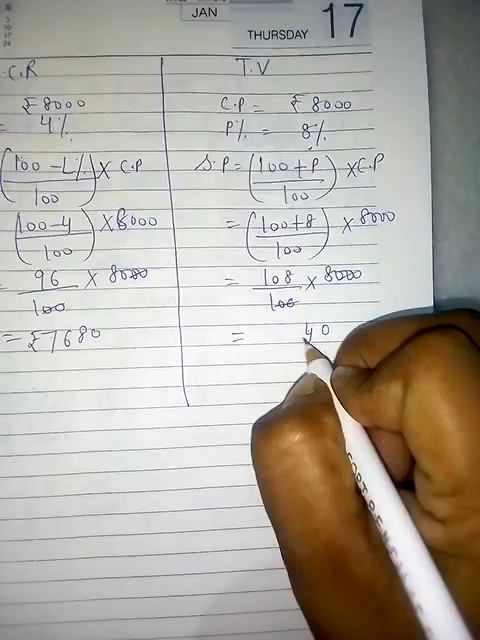 JAN
17
THURSDAY
.C.R
₹8000
= 4%
(100 - L%/100) X C.P
(100-4/100) X 8000
= 96/100 X 8000
= ₹7680
T.V
C.P = ₹8000
P% = 8%
S.P = (100+P/100) X C.P
= (100+8/100) X 8000
= 108/100 X 8000
= 40